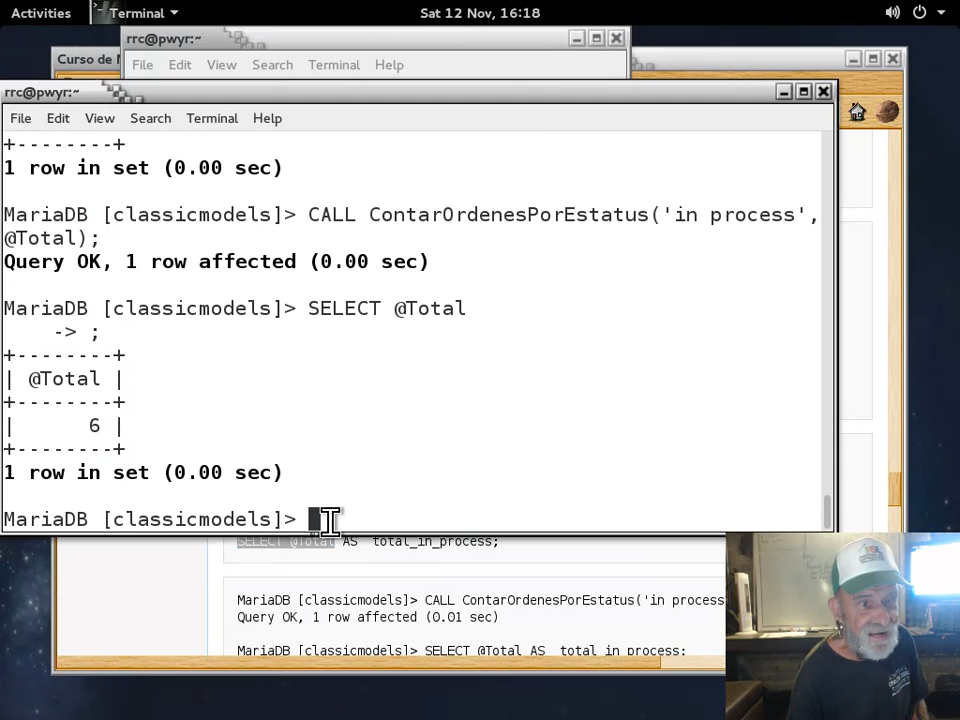 Activities
Terminal
Sat 12 Nov, 16:18
rrc@pwyr:~
File Edit View Search Terminal Help
Curso de
rrc@pwyr:~
File Edit View Search Terminal Help
+--------+
1 row in set (0.00 sec)
MariaDB [classicmodels]> CALL ContarOrdenesPorEstatus('in process',
@Total);
Query OK, 1 row affected (0.00 sec)
MariaDB [classicmodels]> SELECT @Total
-> ;
+--------+
| @Total |
+--------+
| 6 |
+--------+
1 row in set (0.00 sec)
MariaDB [classicmodels]>
SELECT @Total AS total_in_process;
MariaDB [classicmodels]> CALL ContarOrdenesPorEstatus('in process
Query OK, 1 row affected (0.01 sec)
MariaDB [classicmodels]> SELECT @Total AS total_in_process;